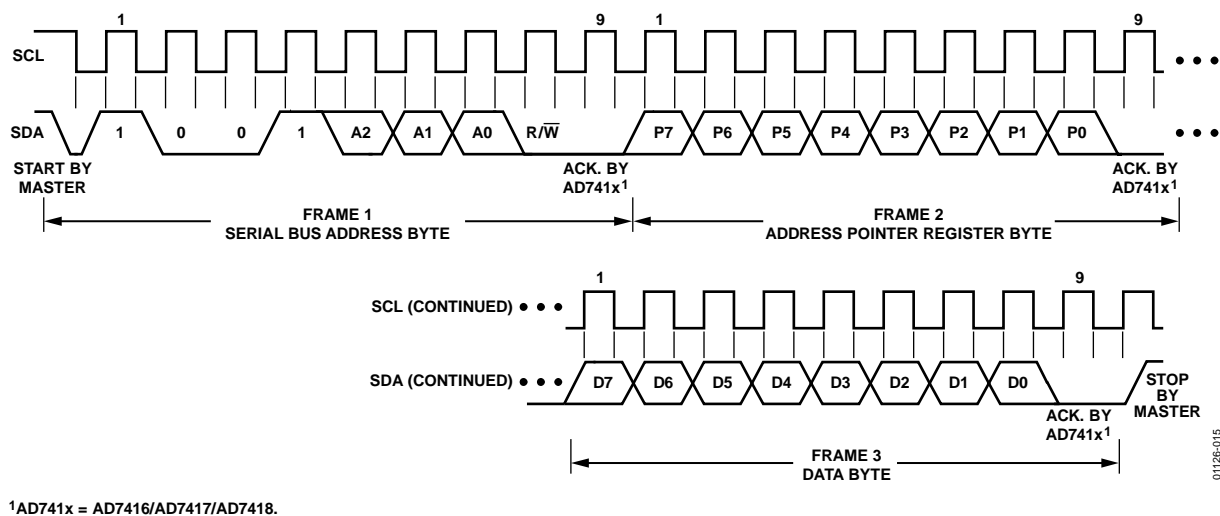 1 9 1 9
SCL
SDA 1 0 0 1 A2 A1 A0 R/W̅ P7 P6 P5 P4 P3 P2 P1 P0
START BY MASTER
ACK. BY AD741x¹
ACK. BY AD741x¹
FRAME 1
SERIAL BUS ADDRESS BYTE
FRAME 2
ADDRESS POINTER REGISTER BYTE
1 9
SCL (CONTINUED)
SDA (CONTINUED) D7 D6 D5 D4 D3 D2 D1 D0
STOP BY MASTER
ACK. BY AD741x¹
FRAME 3
DATA BYTE
01126-015
¹AD741x = AD7416/AD7417/AD7418.